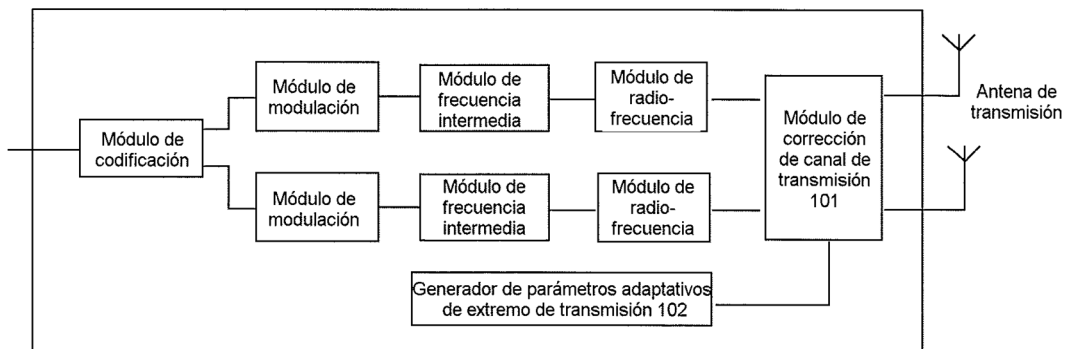 Módulo de
codificación
Módulo de
modulación
Módulo de
frecuencia
intermedia
Módulo de
radio-
frecuencia
Módulo de
modulación
Módulo de
frecuencia
intermedia
Módulo de
radio-
frecuencia
Módulo de
corrección
de canal de
transmisión
101
Antena de
transmisión
Generador de parámetros adaptativos
de extremo de transmisión 102